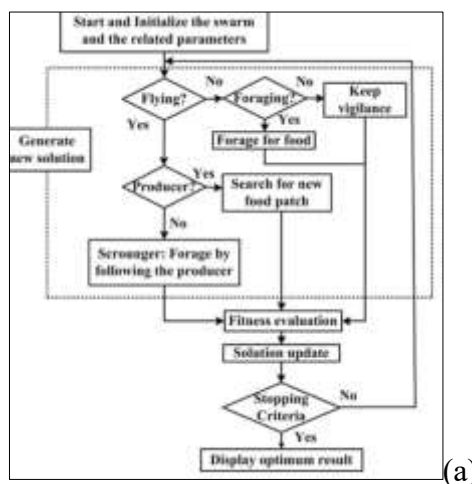 Start and Initialize the swarm
and the related parameters
Flying?
No
Foraging?
No
Keep
vigilance
Yes
Yes
Generate
new solution
Forage for food
Producer?
Yes
Search for new
food patch
No
Scrounger: Forage by
following the producer
Fitness evaluation
Solution update
Stopping
Criteria
No
Yes
Display optimum result
(a)